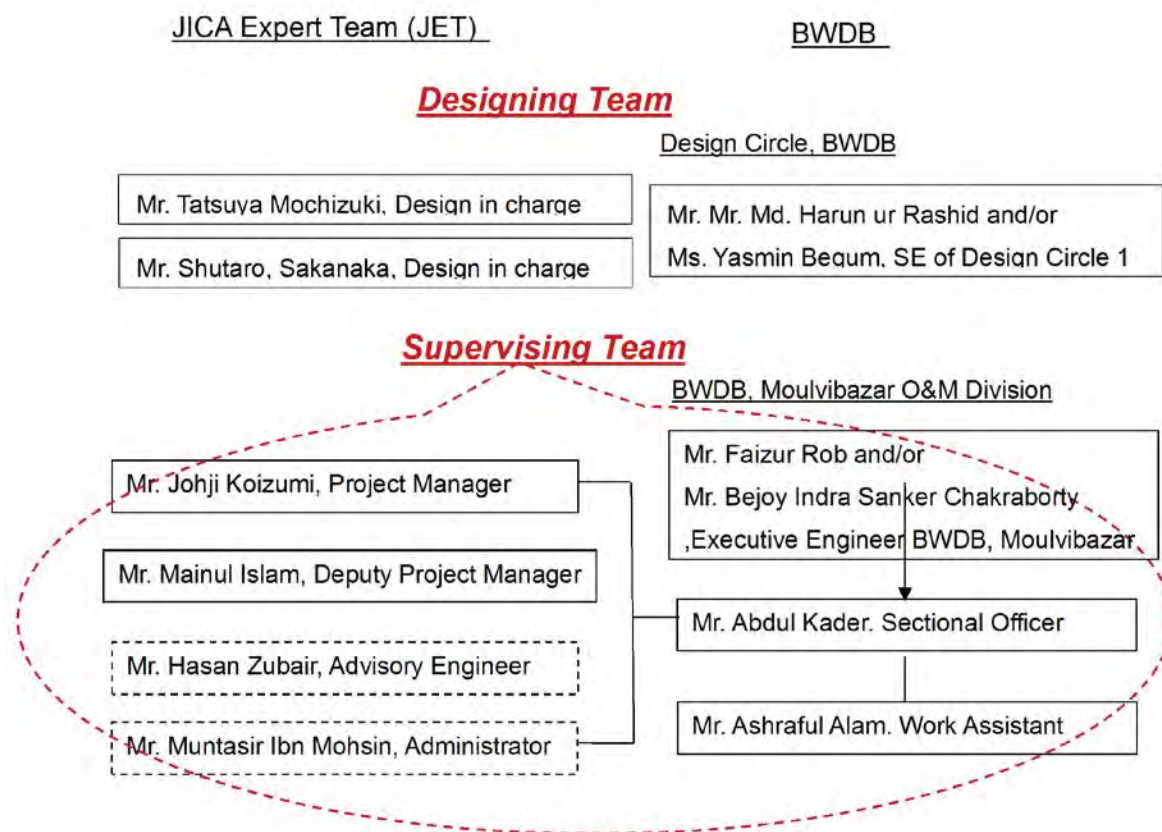 JICA Expert Team (JET)
BWDB
Designing Team
Design Circle, BWDB
Mr. Tatsuya Mochizuki, Design in charge
Mr. Shutaro, Sakanaka, Design in charge
Mr. Mr. Md. Harun ur Rashid and/or
Ms. Yasmin Begum, SE of Design Circle 1
Supervising Team
BWDB, Moulvibazar O&M Division
Mr. Johji Koizumi, Project Manager
Mr. Mainul Islam, Deputy Project Manager
Mr. Hasan Zubair, Advisory Engineer
Mr. Muntasir Ibn Mohsin, Administrator
Mr. Faizur Rob and/or
Mr. Bejoy Indra Sanker Chakraborty
,Executive Engineer BWDB, Moulvibazar
Mr. Abdul Kader. Sectional Officer
Mr. Ashraful Alam. Work Assistant